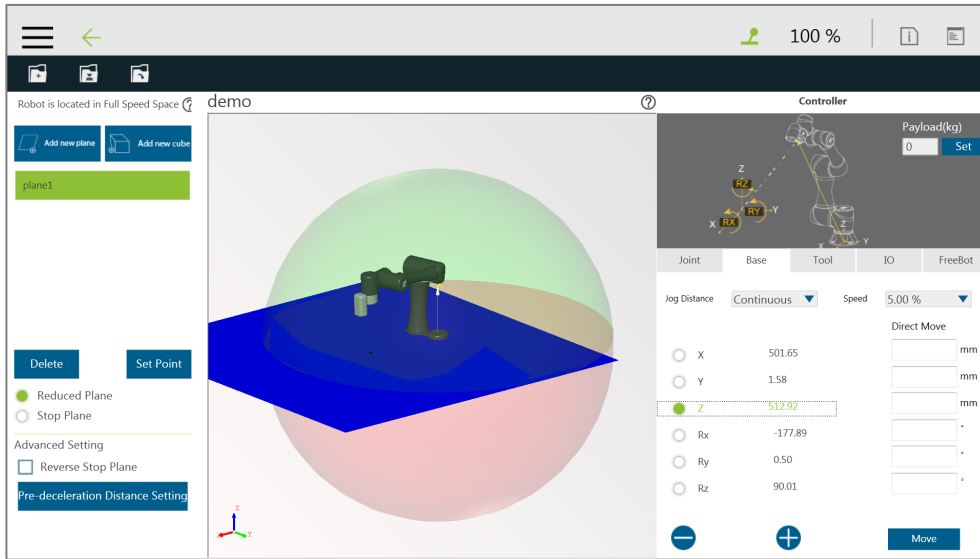 100 %
Robot is located in Full Speed Space
Add new plane
Add new cube
plane1
Delete
Set Point
Reduced Plane
Stop Plane
Advanced Setting
Reverse Stop Plane
Pre-deceleration Distance Setting
demo
Z
Y
X
Controller
Payload(kg)
0
Set
Z
RZ
RY
Y
X
RX
Z
X
Y
Joint
Base
Tool
IO
FreeBot
Jog Distance
Continuous
Speed
5.00 %
Direct Move
X 501.65 mm
Y 1.58 mm
Z 512.92 mm
Rx -177.89 °
Ry 0.50 °
Rz 90.01 °
Move